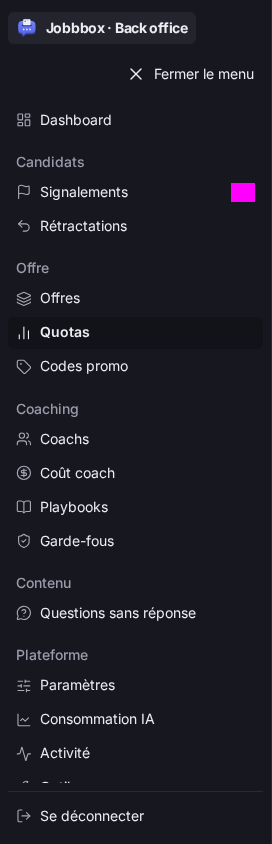 Jobbbox · Back office
Fermer le menu
Dashboard
Candidats
Signalements
Rétractations
Offre
Offres
Quotas
Codes promo
Coaching
Coachs
Coût coach
Playbooks
Garde-fous
Contenu
Questions sans réponse
Plateforme
Paramètres
Consommation IA
Activité
Se déconnecter